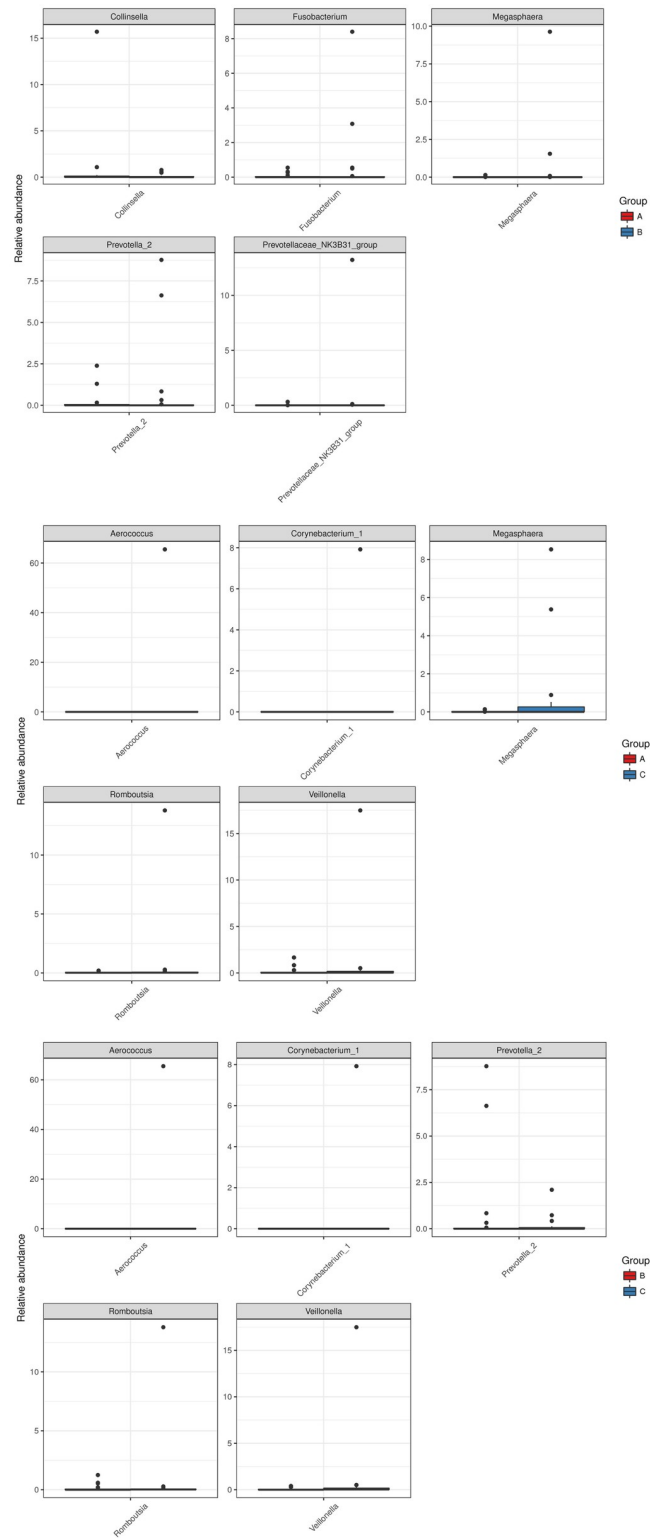 Collinsella
Fusobacterium
Megasphaera
15
10
5
0
8
6
4
2
0
10.0
7.5
5.0
2.5
0.0
Collinsella
Fusobacterium
Megasphaera
Relative abundance
Group
A
B
Prevotella_2
Prevotellaceae_NK3B31_group
7.5
5.0
2.5
0.0
10
5
0
Prevotella_2
Prevotellaceae_NK3B31_group
Aerococcus
Corynebacterium_1
Megasphaera
60
40
20
0
8
6
4
2
0
8
6
4
2
0
Aerococcus
Corynebacterium_1
Megasphaera
Relative abundance
Group
A
C
Romboutsia
Veillonella
10
5
0
15
10
5
0
Romboutsia
Veillonella
Aerococcus
Corynebacterium_1
Prevotella_2
60
40
20
0
8
6
4
2
0
7.5
5.0
2.5
0.0
Aerococcus
Corynebacterium_1
Prevotella_2
Relative abundance
Group
B
C
Romboutsia
Veillonella
10
5
0
15
10
5
0
Romboutsia
Veillonella